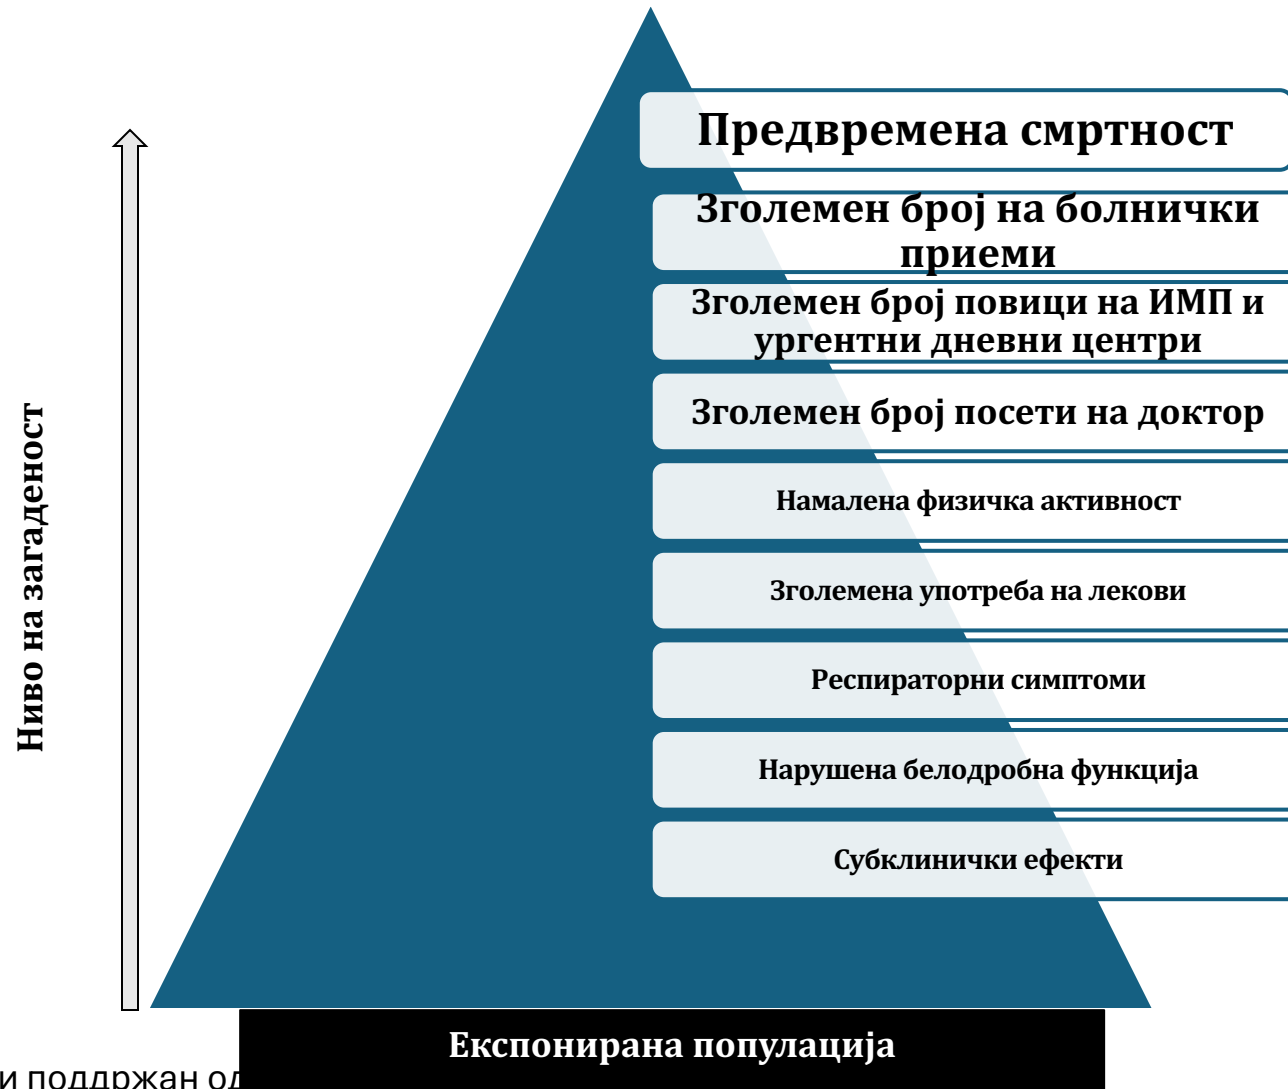 Предвремена смртност
Зголемен број на болнички
приеми
Зголемен број повици на ИМП и
ургентни дневни центри
Зголемен број посети на доктор
Намалена физичка активност
Зголемена употреба на лекови
Респираторни симптоми
Нарушена белодробна функција
Субклинички ефекти
Ниво на загаденост
Експонирана популација
и поддржан од